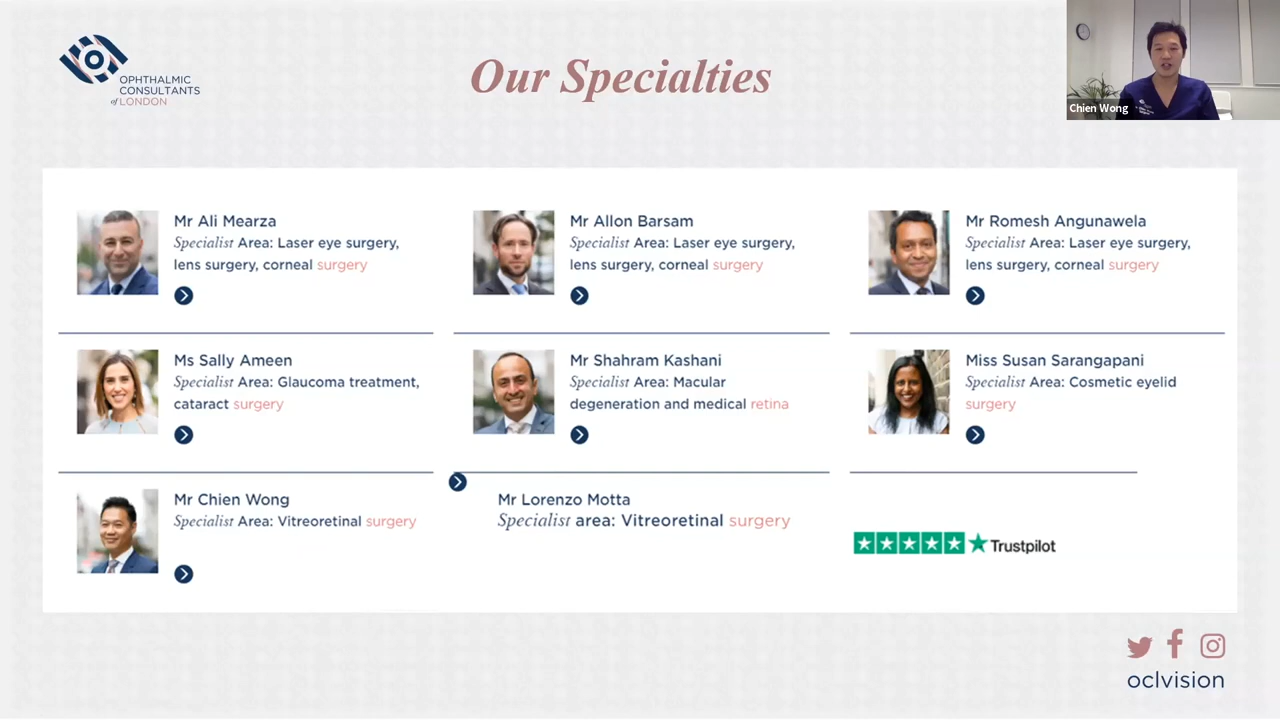 OPHTHALMIC
CONSULTANTS
of LONDON
Our Specialties
Chien Wong
Mr Ali Mearza
Specialist Area: Laser eye surgery,
lens surgery, corneal surgery
Mr Allon Barsam
Specialist Area: Laser eye surgery,
lens surgery, corneal surgery
Mr Romesh Angunawela
Specialist Area: Laser eye surgery,
lens surgery, corneal surgery
Ms Sally Ameen
Specialist Area: Glaucoma treatment,
cataract surgery
Mr Shahram Kashani
Specialist Area: Macular
degeneration and medical retina
Miss Susan Sarangapani
Specialist Area: Cosmetic eyelid
surgery
Mr Chien Wong
Specialist Area: Vitreoretinal surgery
Mr Lorenzo Motta
Specialist area: Vitreoretinal surgery
Trustpilot
oclvision